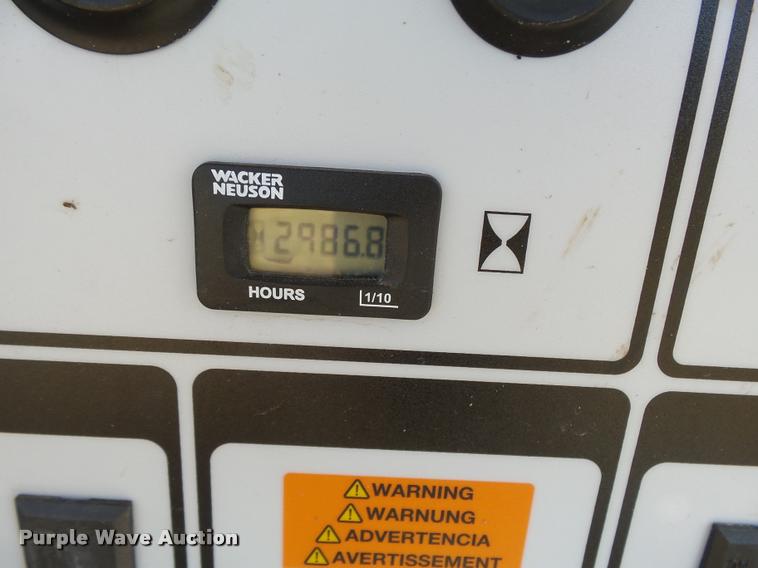 WACKER
NEUSON
2986.8
HOURS 1/10
WARNING
WARNUNG
ADVERTENCIA
AVERTISSEMENT
Purple Wave Auction